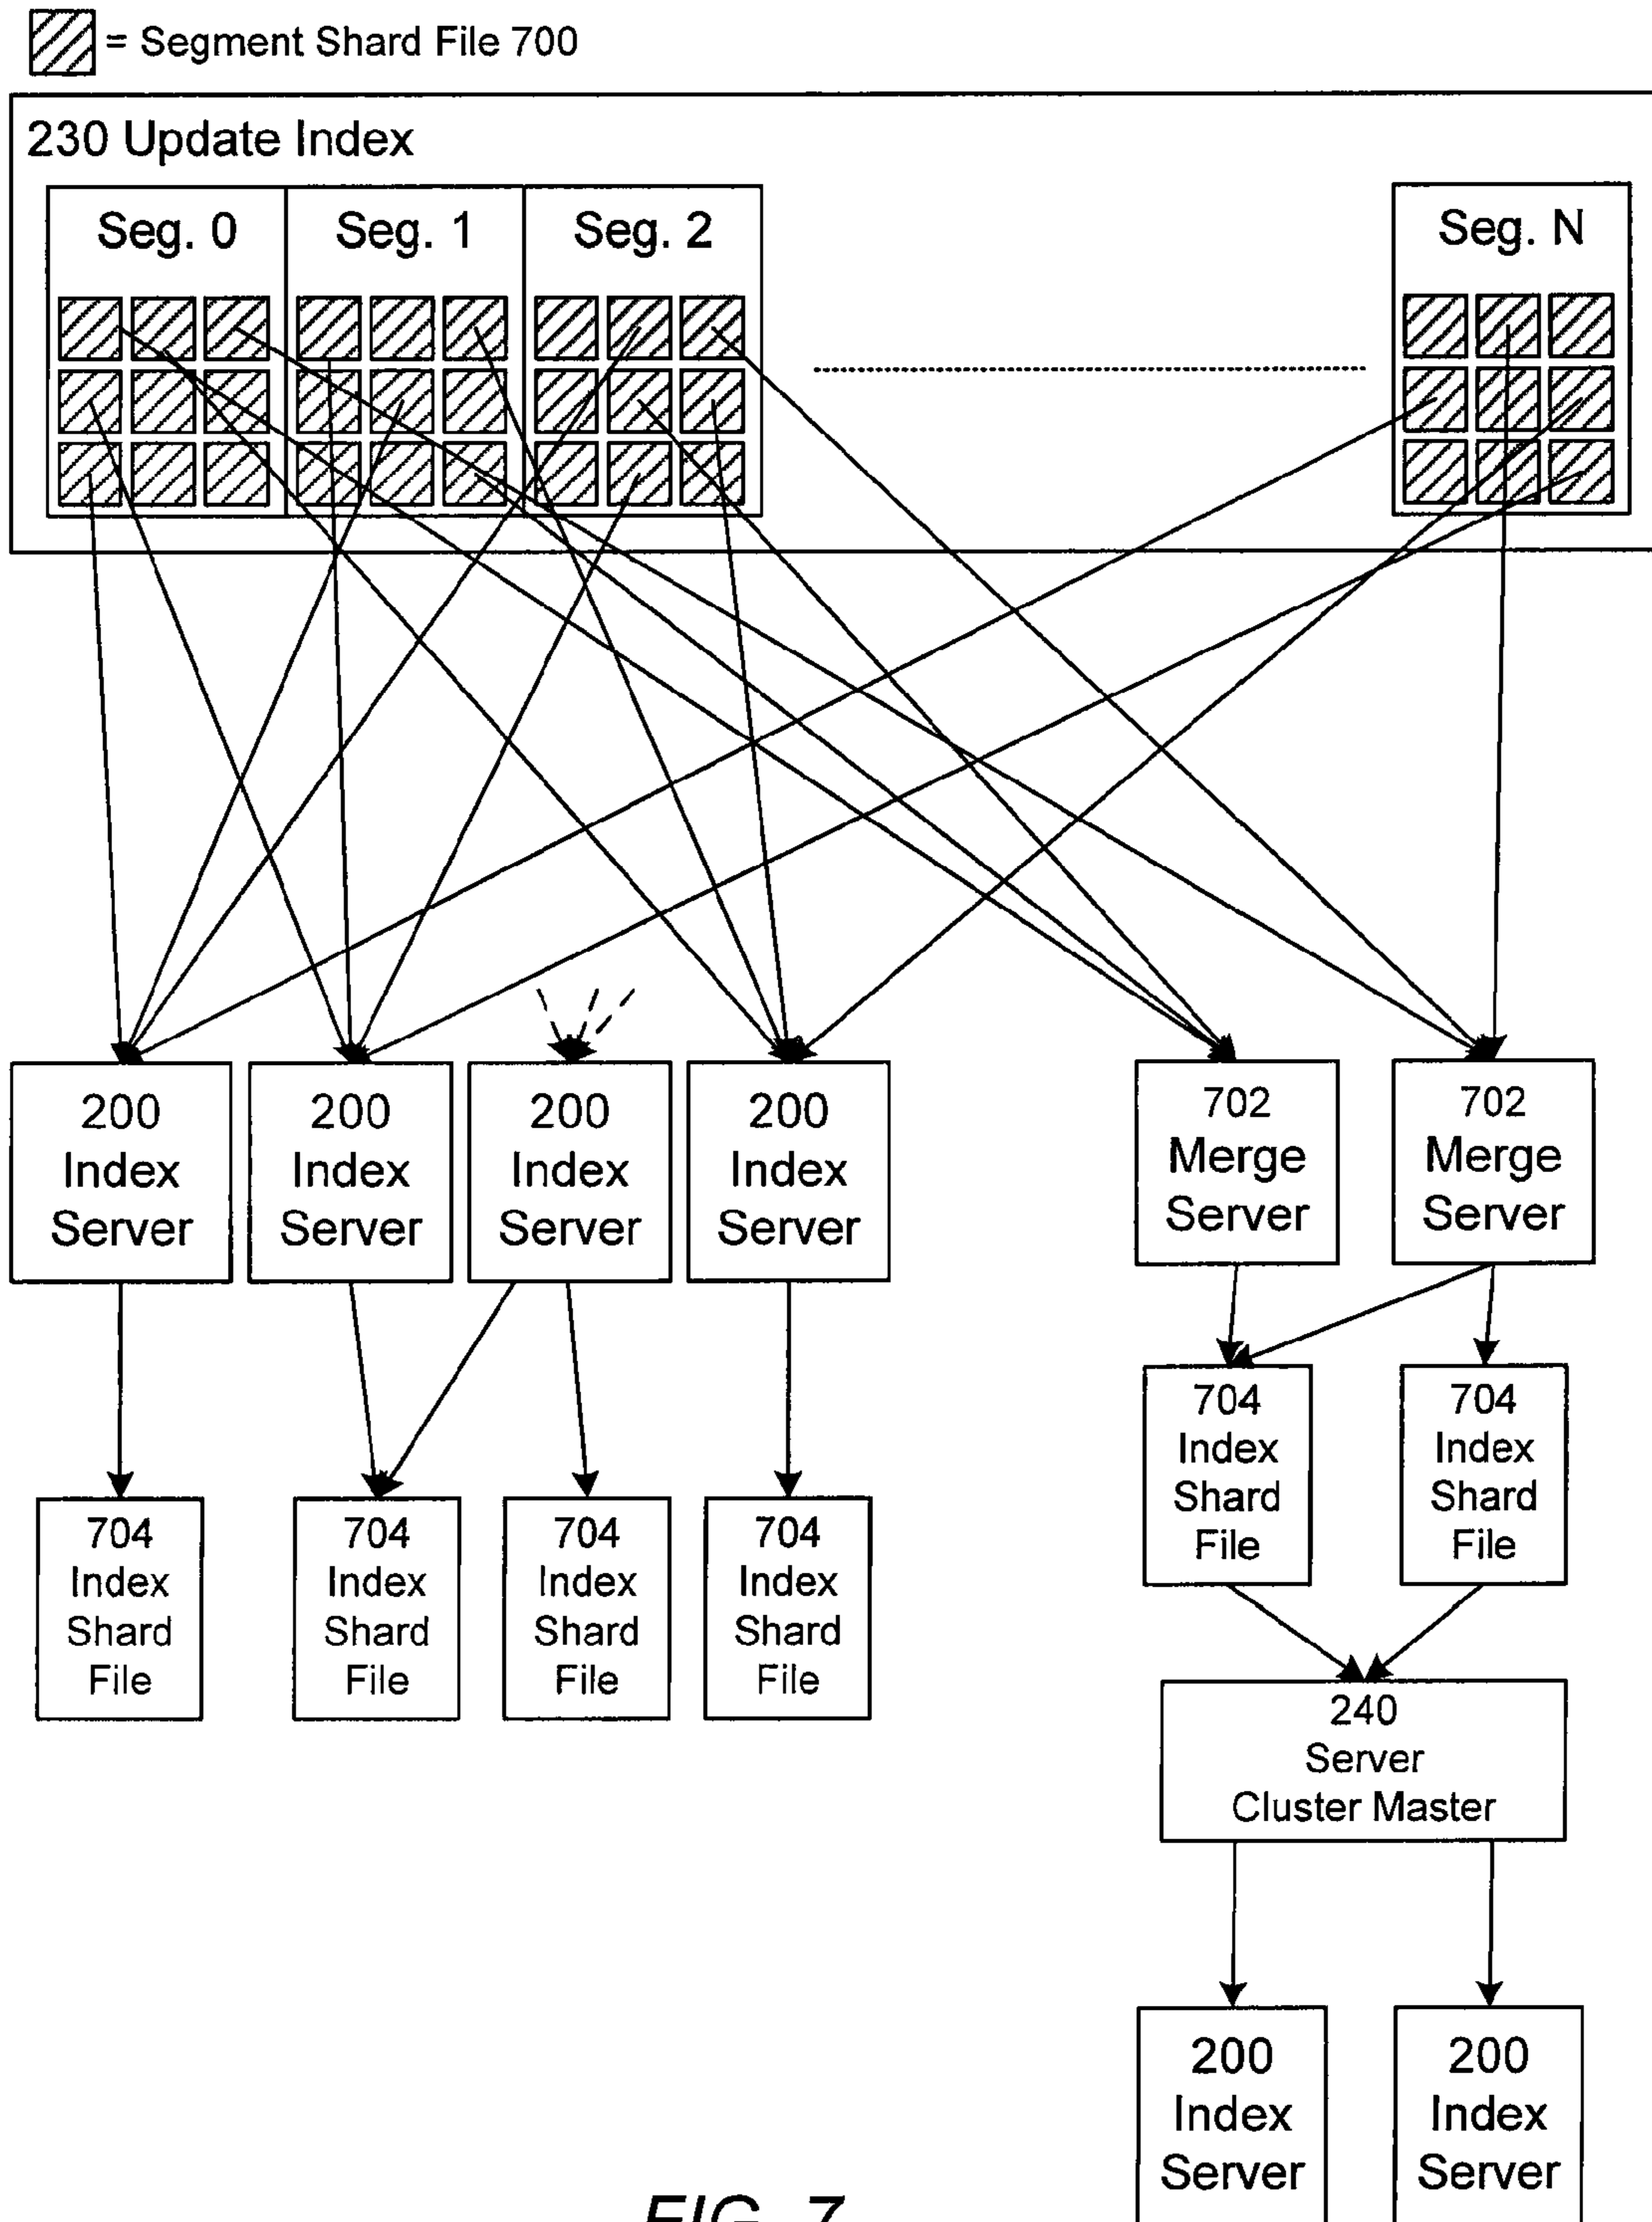 = Segment Shard File 700
230 Update Index
Seg. 0
Seg. 1
Seg. 2
Seg. N
200
Index
Server
200
Index
Server
200
Index
Server
200
Index
Server
702
Merge
Server
702
Merge
Server
704
Index
Shard
File
704
Index
Shard
File
704
Index
Shard
File
704
Index
Shard
File
704
Index
Shard
File
704
Index
Shard
File
240
Server
Cluster Master
200
Index
Server
200
Index
Server
FIG. 7